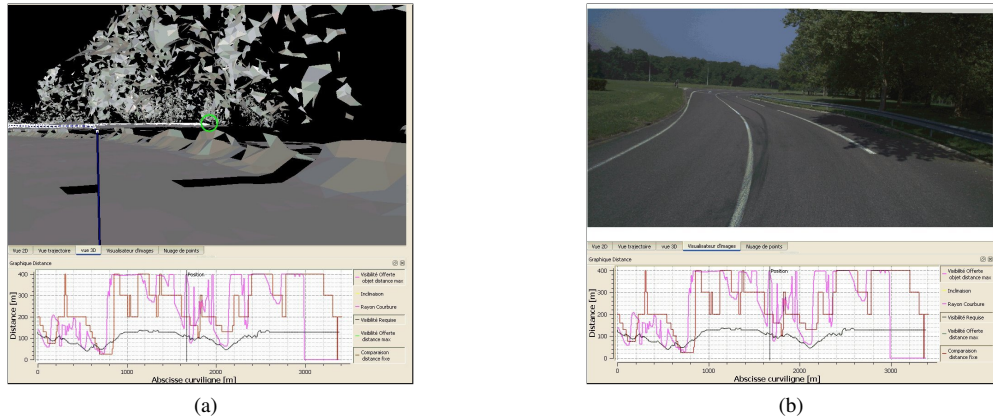 Vue 2D Vue trajectoire vue 3D Visualisateur d'images Nuage de points
Graphique Distance
Distance [m]
400
300
200
100
0
Position
0 1000 2000 3000
Abscisse curviligne [m]
Visibilité Offerte
objet distance max
Inclinaison
Rayon Courbure
Visibilité Requise
Visibilité Offerte
distance max
Comparaison
distance fixe
(a)
Vue 2D Vue trajectoire vue 3D Visualisateur d'images Nuage de points
Graphique Distance
Distance [m]
400
300
200
100
0
Position
0 1000 2000 3000
Abscisse curviligne [m]
Visibilité Offerte
objet distance max
Inclinaison
Rayon Courbure
Visibilité Requise
Visibilité Offerte
distance max
Comparaison
distance fixe
(b)